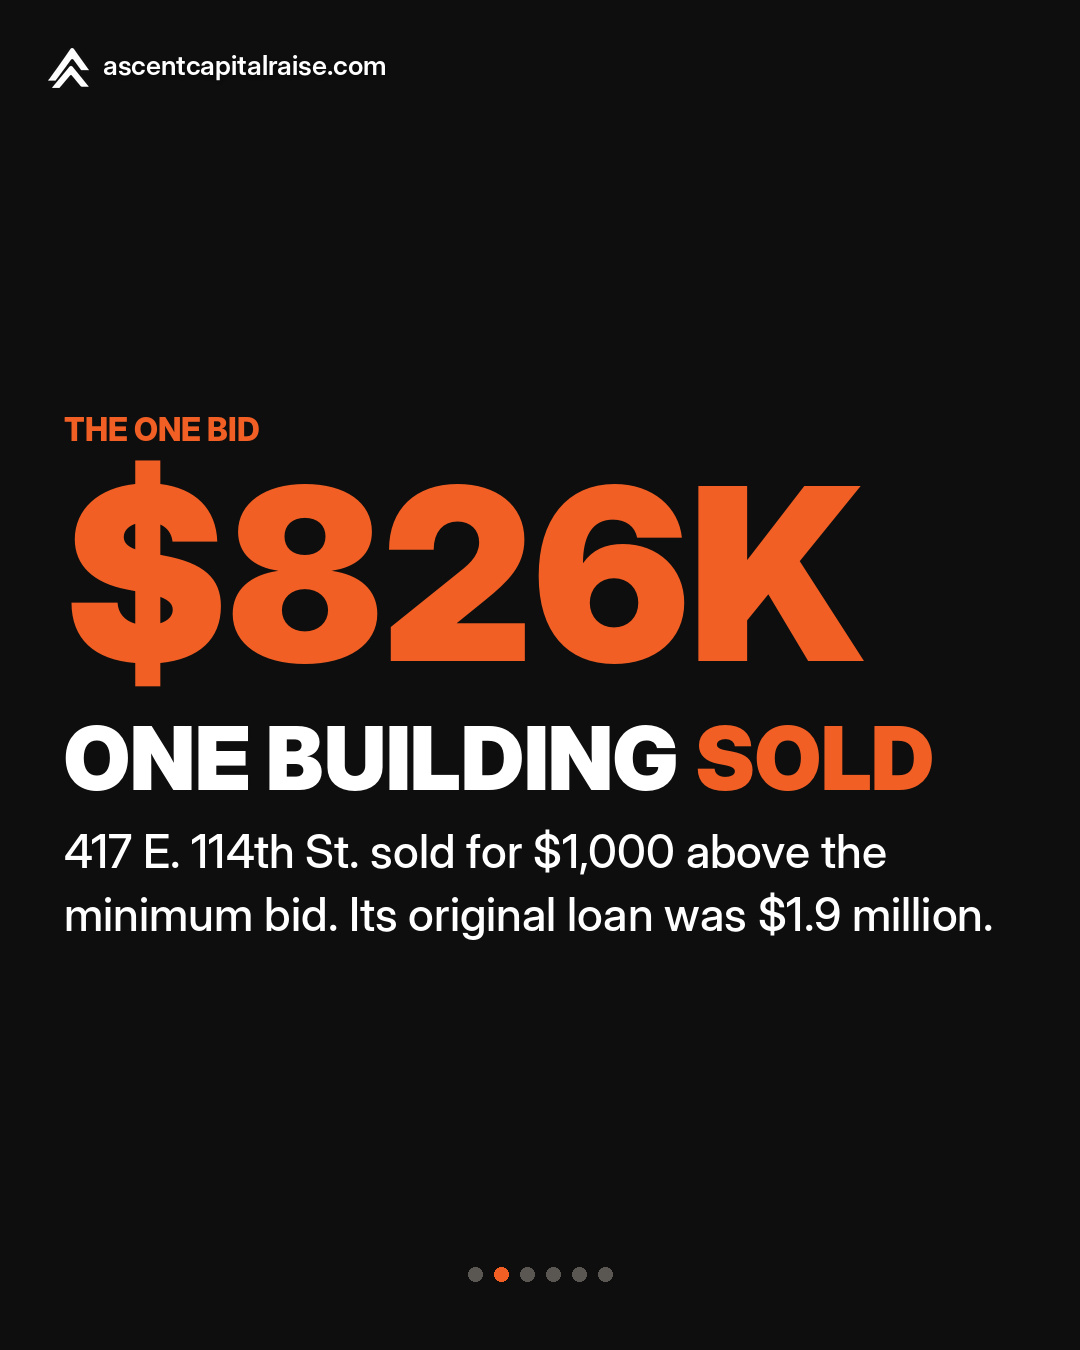 ascentcapitalraise.com
THE ONE BID
$826K
ONE BUILDING SOLD
417 E. 114th St. sold for $1,000 above the
minimum bid. Its original loan was $1.9 million.